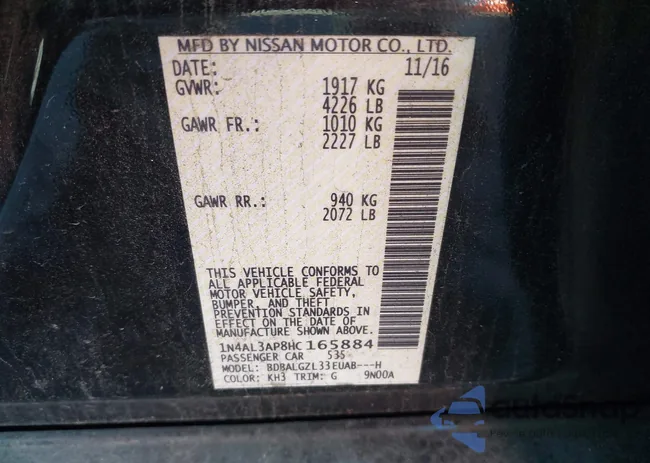 MFD BY NISSAN MOTOR CO., LTD.
DATE: 11/16
GVWR: 1917 KG
4226 LB
GAWR FR.: 1010 KG
2227 LB
GAWR RR.: 940 KG
2072 LB
THIS VEHICLE CONFORMS TO
ALL APPLICABLE FEDERAL
MOTOR VEHICLE SAFETY,
BUMPER, AND THEFT
PREVENTION STANDARDS IN
EFFECT ON THE DATE OF
MANUFACTURE SHOWN ABOVE.
1N4AL3AP8HC 165884
PASSENGER CAR 535
MODEL: BDBALGZL33EUAB---H
COLOR: KH3 TRIM: G 9N00A